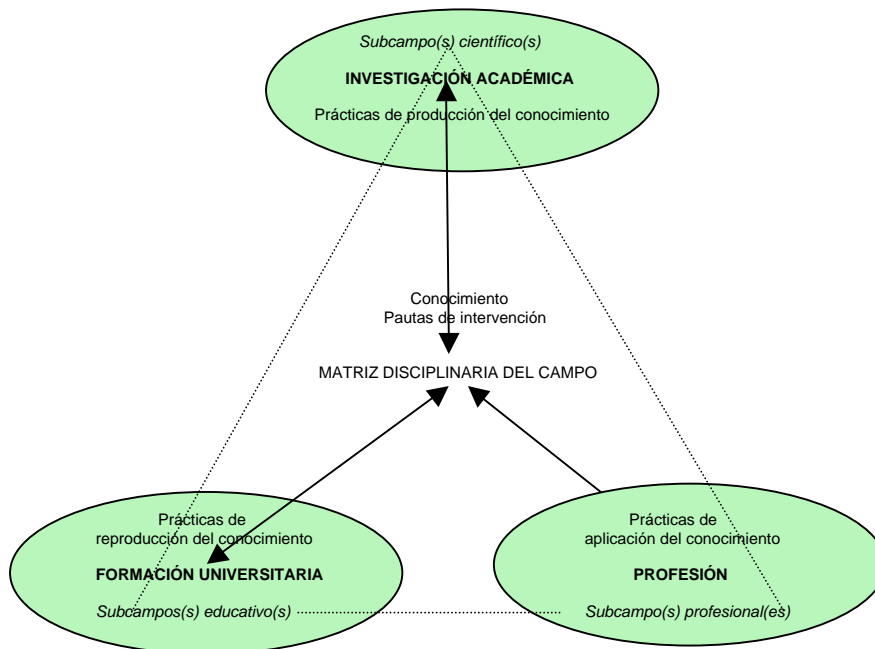 Subcampo(s) científico(s)
INVESTIGACIÓN ACADÉMICA
Prácticas de producción del conocimiento
Conocimiento
Pautas de intervención
MATRIZ DISCIPLINARIA DEL CAMPO
Prácticas de
reproducción del conocimiento
FORMACIÓN UNIVERSITARIA
Subcampos(s) educativo(s)
Prácticas de
aplicación del conocimiento
PROFESIÓN
Subcampo(s) profesional(es)